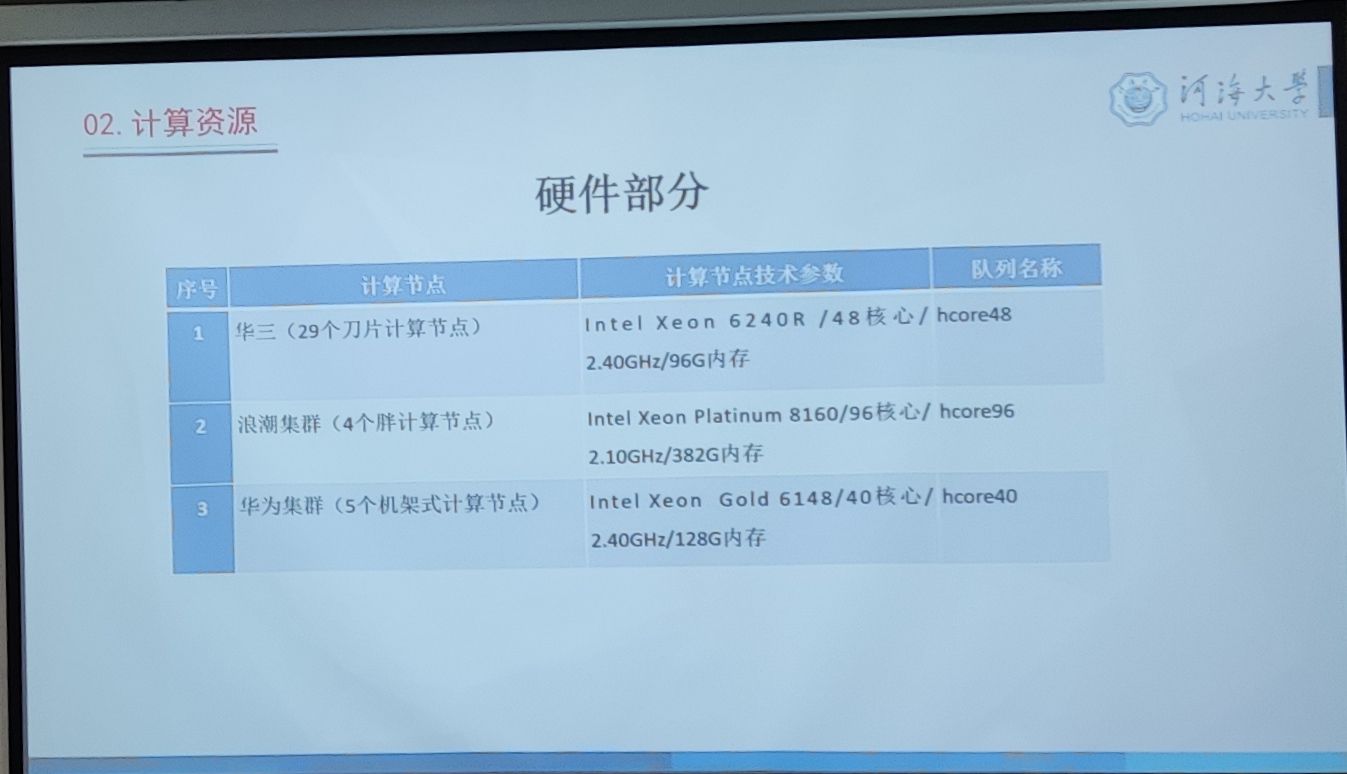 02. 计算资源
河海大學
HOHAI UNIVERSITY
硬件部分
序号 计算节点 计算节点技术参数 队列名称
1 华三（29个刀片计算节点） Intel Xeon 6240R /48核心/ hcore48
2.40GHz/96G内存
2 浪潮集群（4个胖计算节点） Intel Xeon Platinum 8160/96核心/ hcore96
2.10GHz/382G内存
3 华为集群（5个机架式计算节点） Intel Xeon Gold 6148/40核心/ hcore40
2.40GHz/128G内存